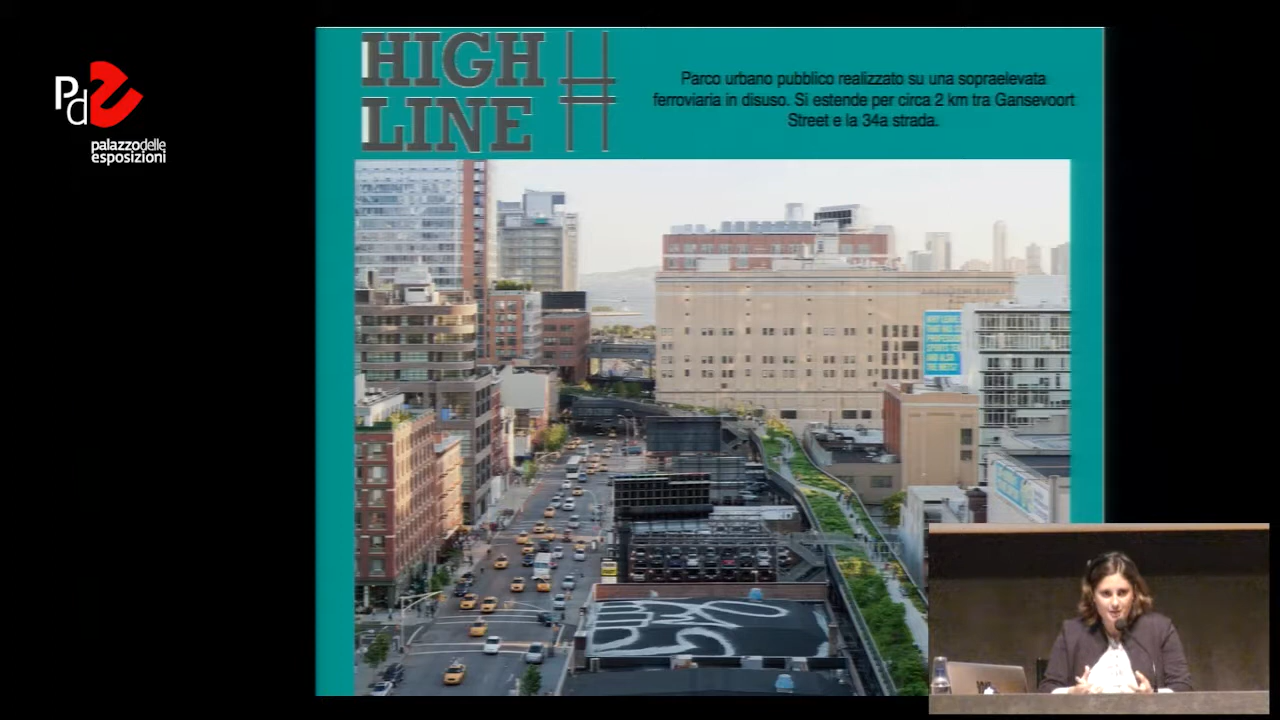 Pd
palazzodelle
esposizioni
HIGH
LINE
Parco urbano pubblico realizzato su una sopraelevata
ferroviaria in disuso. Si estende per circa 2 km tra Gansevoort
Street e la 34a strada.